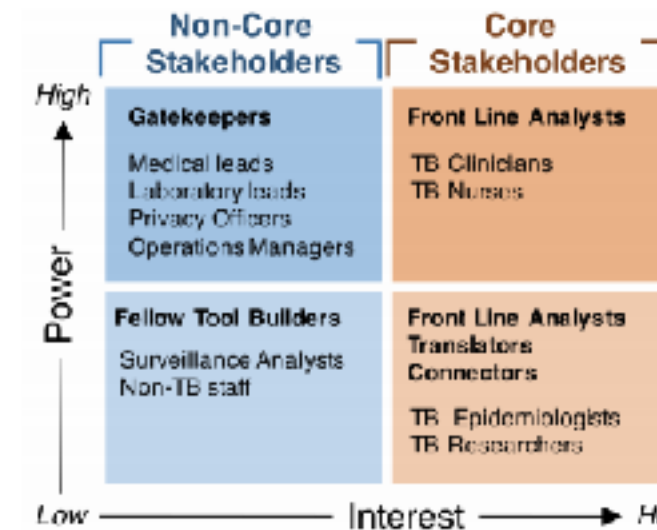 Non-Core
Stakeholders
Core
Stakeholders
High
Gatekeepers
Medical leads
Laboratory leads
Privacy Officers
Operations Managers
Front Line Analysts
TB Clinicians
TB Nurses
Power
Fellow Tool Builders
Surveillance Analysts
Non-TB staff
Front Line Analysts
Translators
Connectors
TB Epidemiologists
TB Researchers
Low
Interest